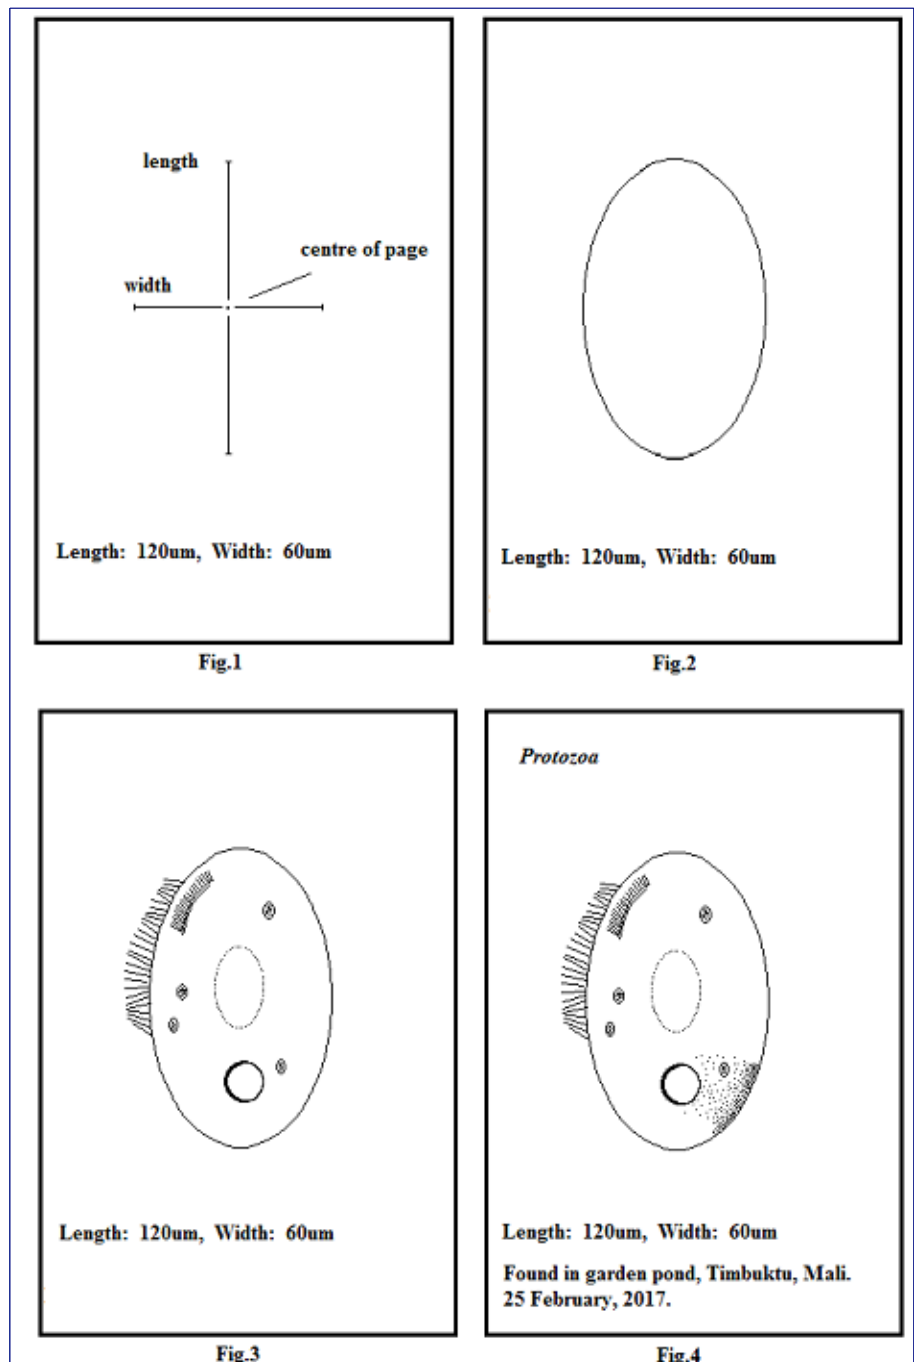 length
centre of page
width
Length: 120um, Width: 60um
Fig.1
Length: 120um, Width: 60um
Fig.2
Length: 120um, Width: 60um
Fig.3
Protozoa
Length: 120um, Width: 60um
Found in garden pond, Timbuktu, Mali.
25 February, 2017.
Fig.4